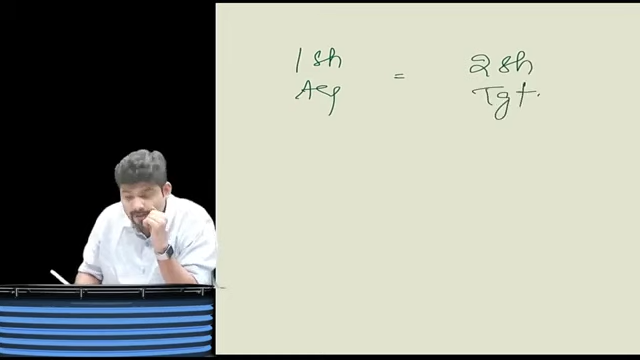 1 sh = 2 sh
Acq Tgt.